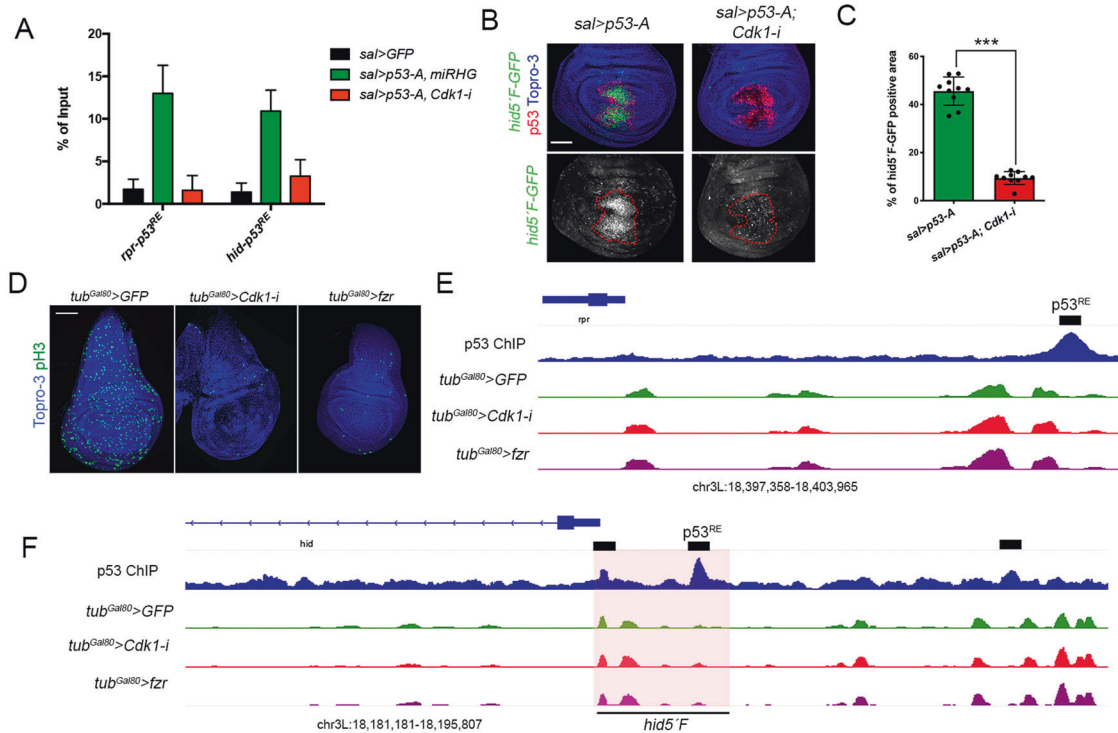 A
% of Input
20
15
10
5
0
rpr-p53RE
hid-p53RE
sal>GFP
sal>p53-A, miRHG
sal>p53-A, Cdk1-i
B
sal>p53-A
sal>p53-A;
Cdk1-i
hid5´F-GFP
p53 Topro-3
hid5´F-GFP
C
% of hid5´F-GFP positive area
60
40
20
0
***
sal>p53-A
sal>p53-A; Cdk1-i
D
tubGal80>GFP
tubGal80>Cdk1-i
tubGal80>fzr
Topro-3 pH3
E
rpr
p53RE
p53 ChIP
tubGal80>GFP
tubGal80>Cdk1-i
tubGal80>fzr
chr3L:18,397,358-18,403,965
F
hid
p53RE
p53 ChIP
tubGal80>GFP
tubGal80>Cdk1-i
tubGal80>fzr
chr3L:18,181,181-18,195,807
hid5´F